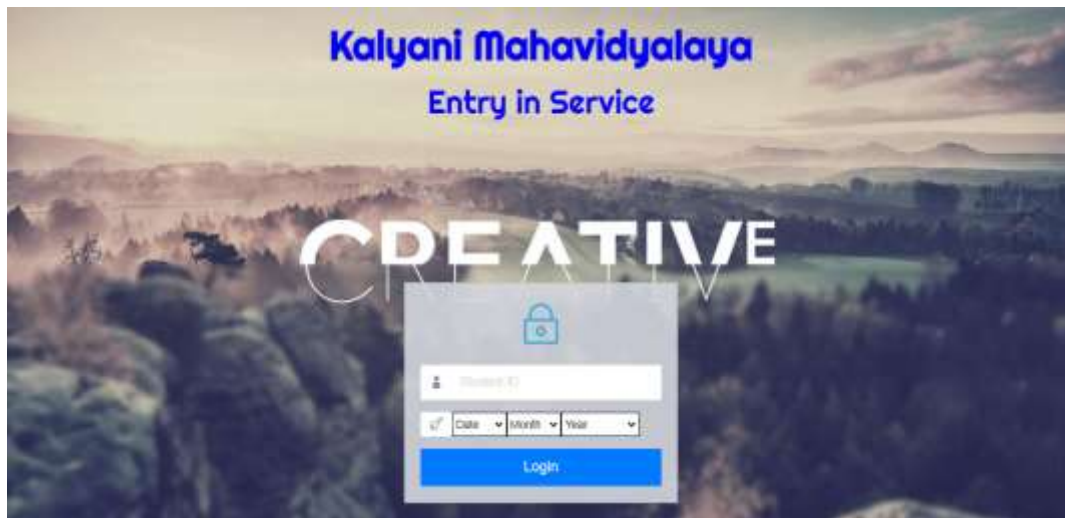 Kalyani Mahavidyalaya
Entry in Service
CREATIVE
Student ID
Date Month Year
Login